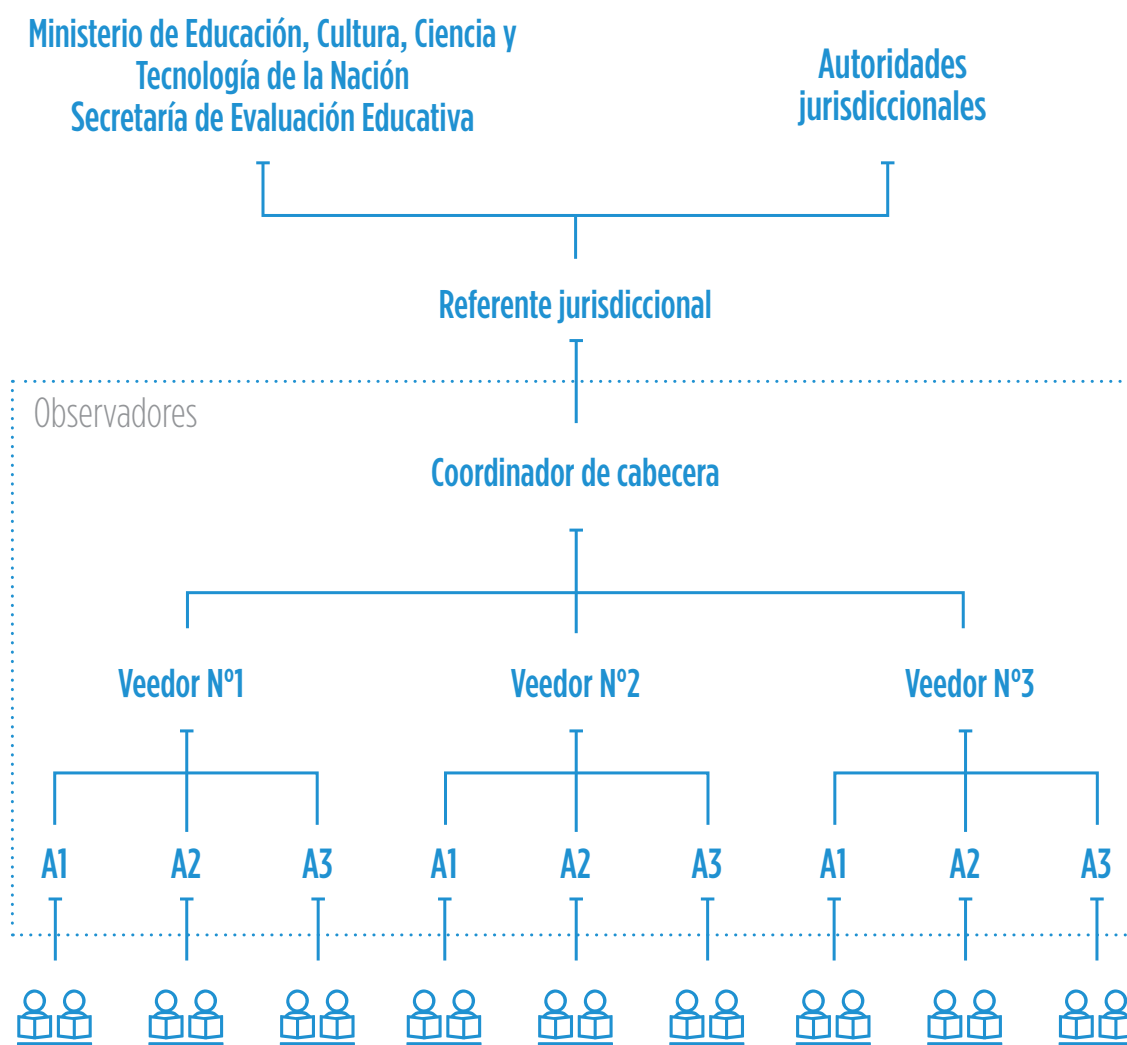 Ministerio de Educación, Cultura, Ciencia y
Tecnología de la Nación
Secretaría de Evaluación Educativa
Autoridades
jurisdiccionales
Referente jurisdiccional
Observadores
Coordinador de cabecera
Veedor Nº1
Veedor Nº2
Veedor Nº3
A1
A2
A3
A1
A2
A3
A1
A2
A3